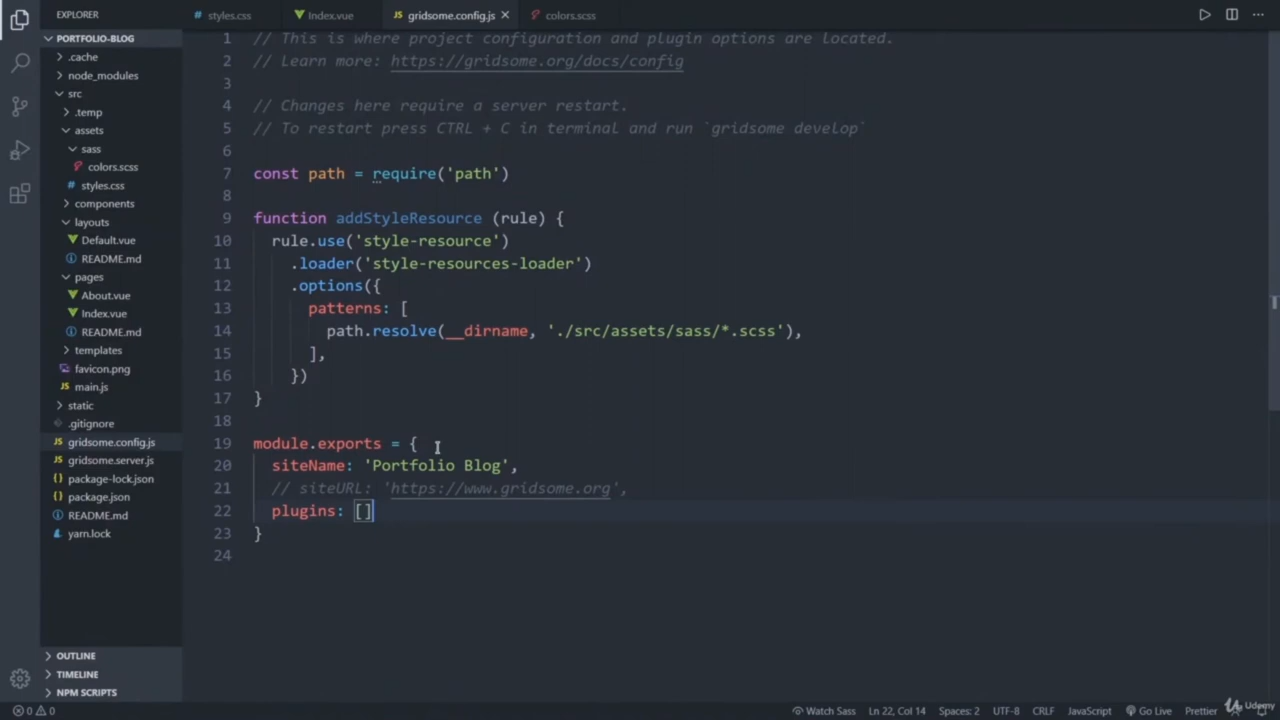 EXPLORER
styles.css
Index.vue
gridsome.config.js
colors.scss
PORTFOLIO-BLOG
.cache
node_modules
src
.temp
assets
sass
colors.scss
styles.css
components
layouts
Default.vue
README.md
pages
About.vue
Index.vue
README.md
templates
favicon.png
main.js
static
.gitignore
gridsome.config.js
gridsome.server.js
package-lock.json
package.json
README.md
yarn.lock
OUTLINE
TIMELINE
NPM SCRIPTS
1 // This is where project configuration and plugin options are located.
2 // Learn more: https://gridsome.org/docs/config
3
4 // Changes here require a server restart.
5 // To restart press CTRL + C in terminal and run `gridsome develop`
6
7 const path = require('path')
8
9 function addStyleResource (rule) {
10 rule.use('style-resource')
11 .loader('style-resources-loader')
12 .options({
13 patterns: [
14 path.resolve(__dirname, './src/assets/sass/*.scss'),
15 ],
16 })
17 }
18
19 module.exports = {
20 siteName: 'Portfolio Blog',
21 // siteURL: 'https://www.gridsome.org',
22 plugins: []
23 }
24
0 0 Watch Sass Ln 22, Col 14 Spaces: 2 UTF-8 CRLF JavaScript Go Live Prettier Udemy